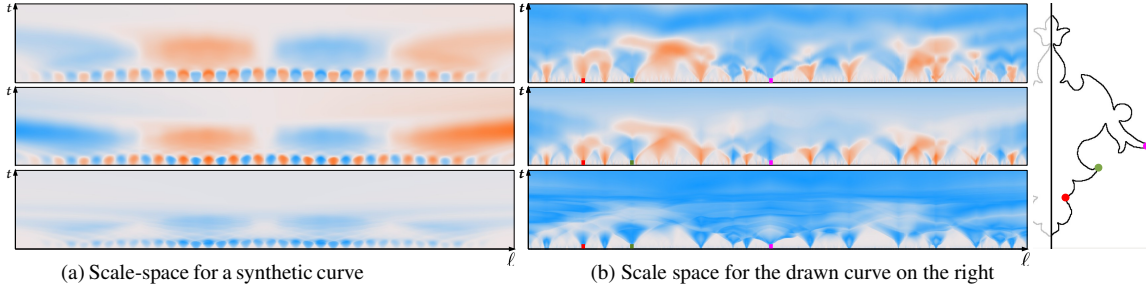 t
t
t
t
t
t
ℓ
ℓ
(a) Scale-space for a synthetic curve
(b) Scale space for the drawn curve on the right